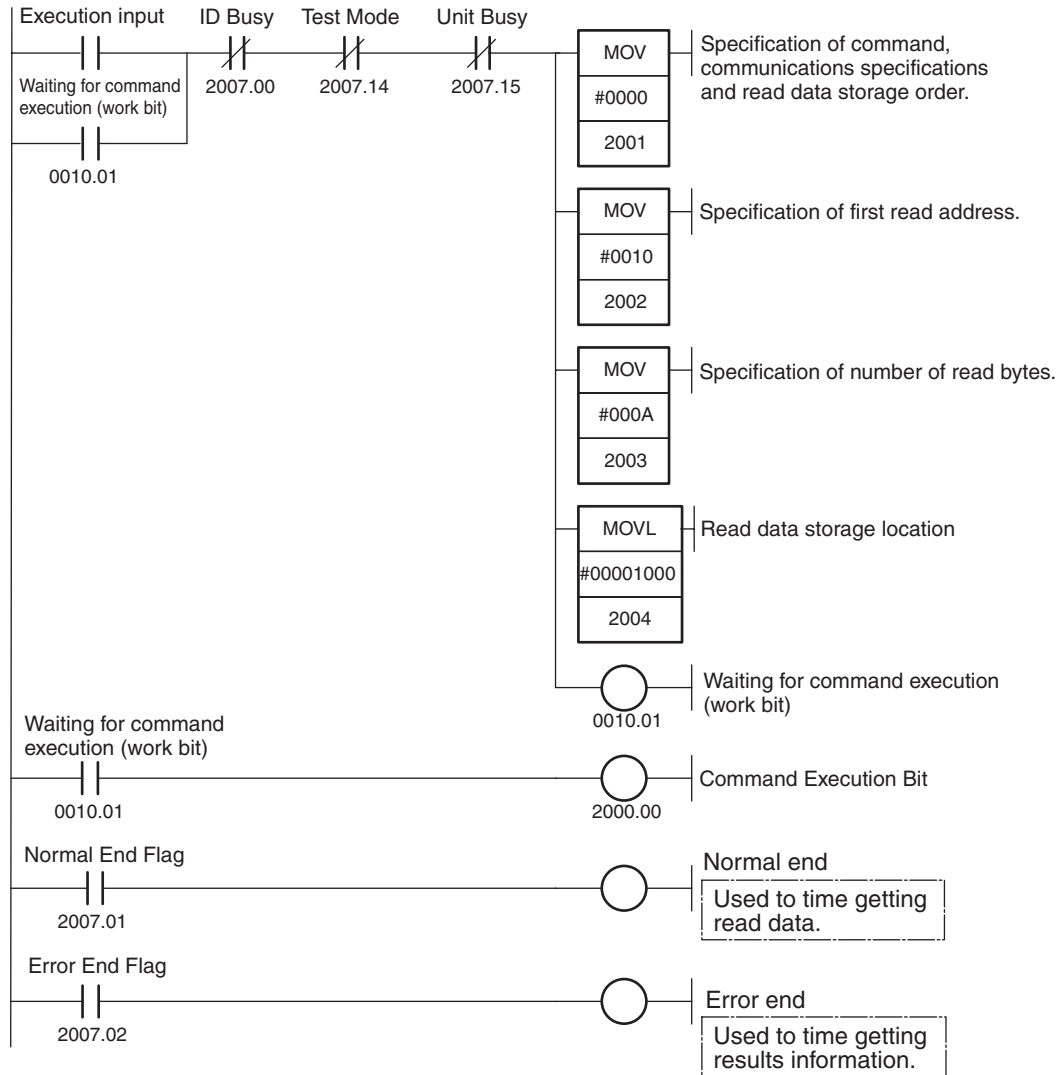 Execution input
ID Busy
Test Mode
Unit Busy
Waiting for command
execution (work bit)
2007.00
2007.14
2007.15
0010.01
MOV
#0000
2001
Specification of command,
communications specifications
and read data storage order.
MOV
#0010
2002
Specification of first read address.
MOV
#000A
2003
Specification of number of read bytes.
MOVL
#00001000
2004
Read data storage location
0010.01
Waiting for command execution
(work bit)
Waiting for command
execution (work bit)
0010.01
2000.00
Command Execution Bit
Normal End Flag
2007.01
Normal end
Used to time getting
read data.
Error End Flag
2007.02
Error end
Used to time getting
results information.